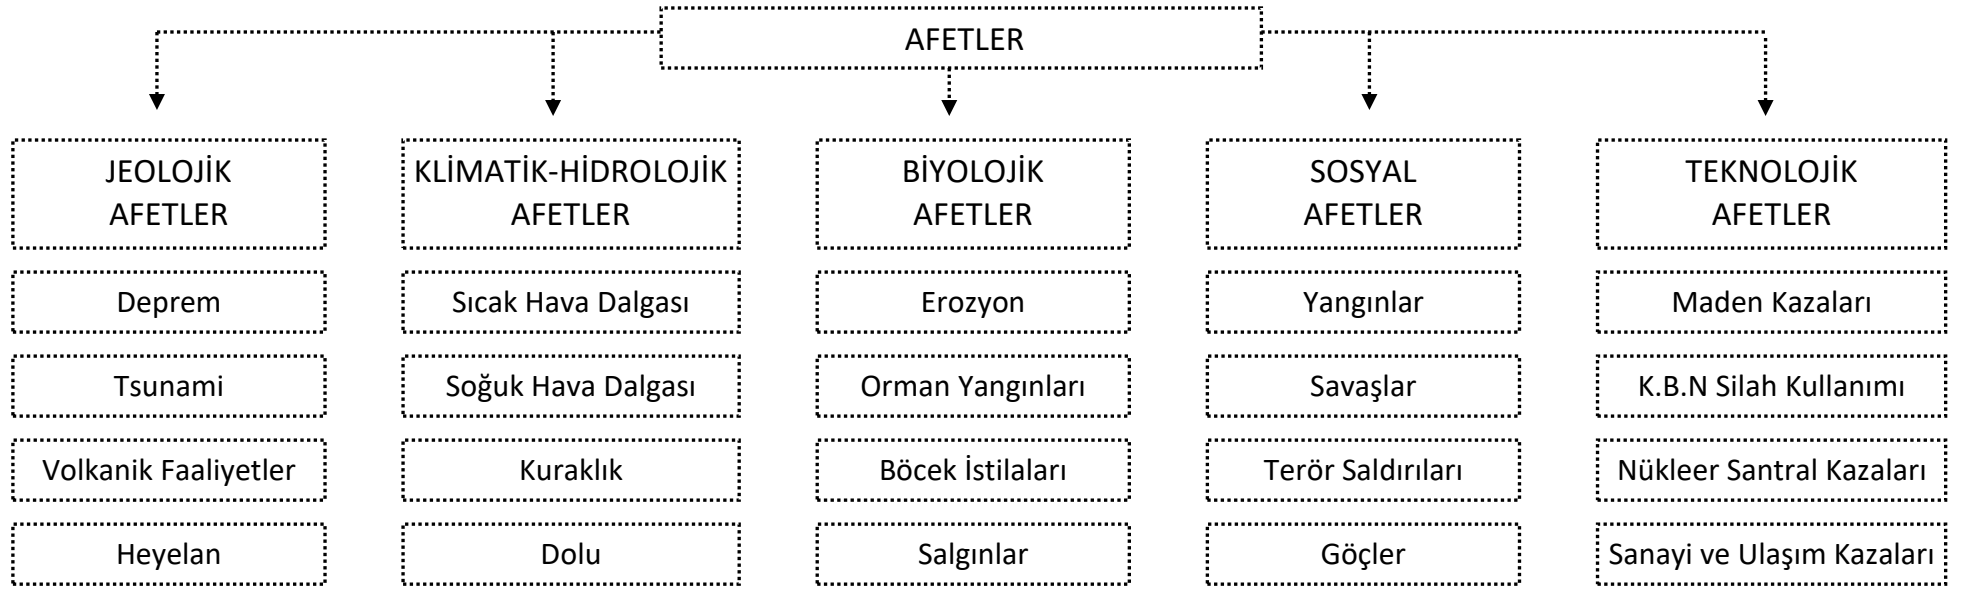 AFETLER
JEOLOJİK
AFETLER
KLİMATİK-HİDROLOJİK
AFETLER
BİYOLOJİK
AFETLER
SOSYAL
AFETLER
TEKNOLOJİK
AFETLER
Deprem
Sıcak Hava Dalgası
Erozyon
Yangınlar
Maden Kazaları
Tsunami
Soğuk Hava Dalgası
Orman Yangınları
Savaşlar
K.B.N Silah Kullanımı
Volkanik Faaliyetler
Kuraklık
Böcek İstilaları
Terör Saldırıları
Nükleer Santral Kazaları
Heyelan
Dolu
Salgınlar
Göçler
Sanayi ve Ulaşım Kazaları